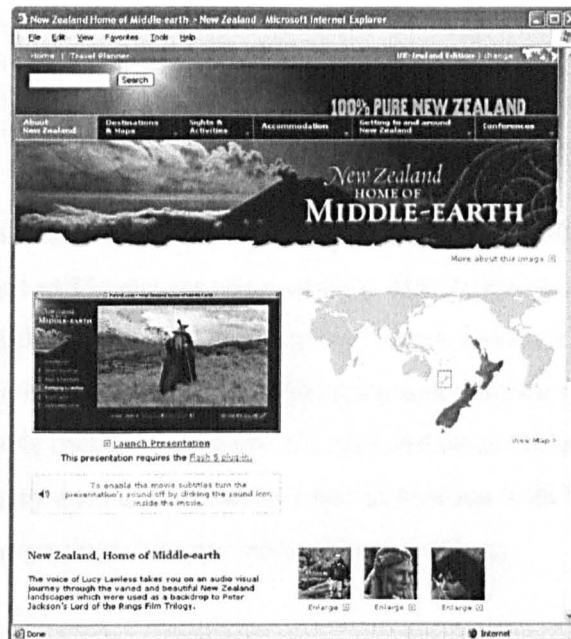 New Zealand Home of Middle-earth - New Zealand - Microsoft Internet Explorer
File Edit View Favorites Tools Help
Home | Travel Planner
UK-Ireland Edition | change
Search
100% PURE NEW ZEALAND
About New Zealand
Destinations & Maps
Sights & Activities
Accommodation
Getting to and around New Zealand
Conferences
New Zealand
HOME OF
MIDDLE-EARTH
More about this image
MIDDLE-EARTH
Launch Presentation
This presentation requires the Flash 5 plug-in.
View Map >
To enable the movie subtitles turn the
presentation's sound off by clicking the sound icon
inside the movie.
New Zealand, Home of Middle-earth
The voice of Lucy Lawless takes you on an audio visual
journey through the varied and beautiful New Zealand
landscapes which were used as a backdrop to Peter
Jackson's Lord of the Rings Film Trilogy.
Enlarge
Enlarge
Enlarge
Done
Internet